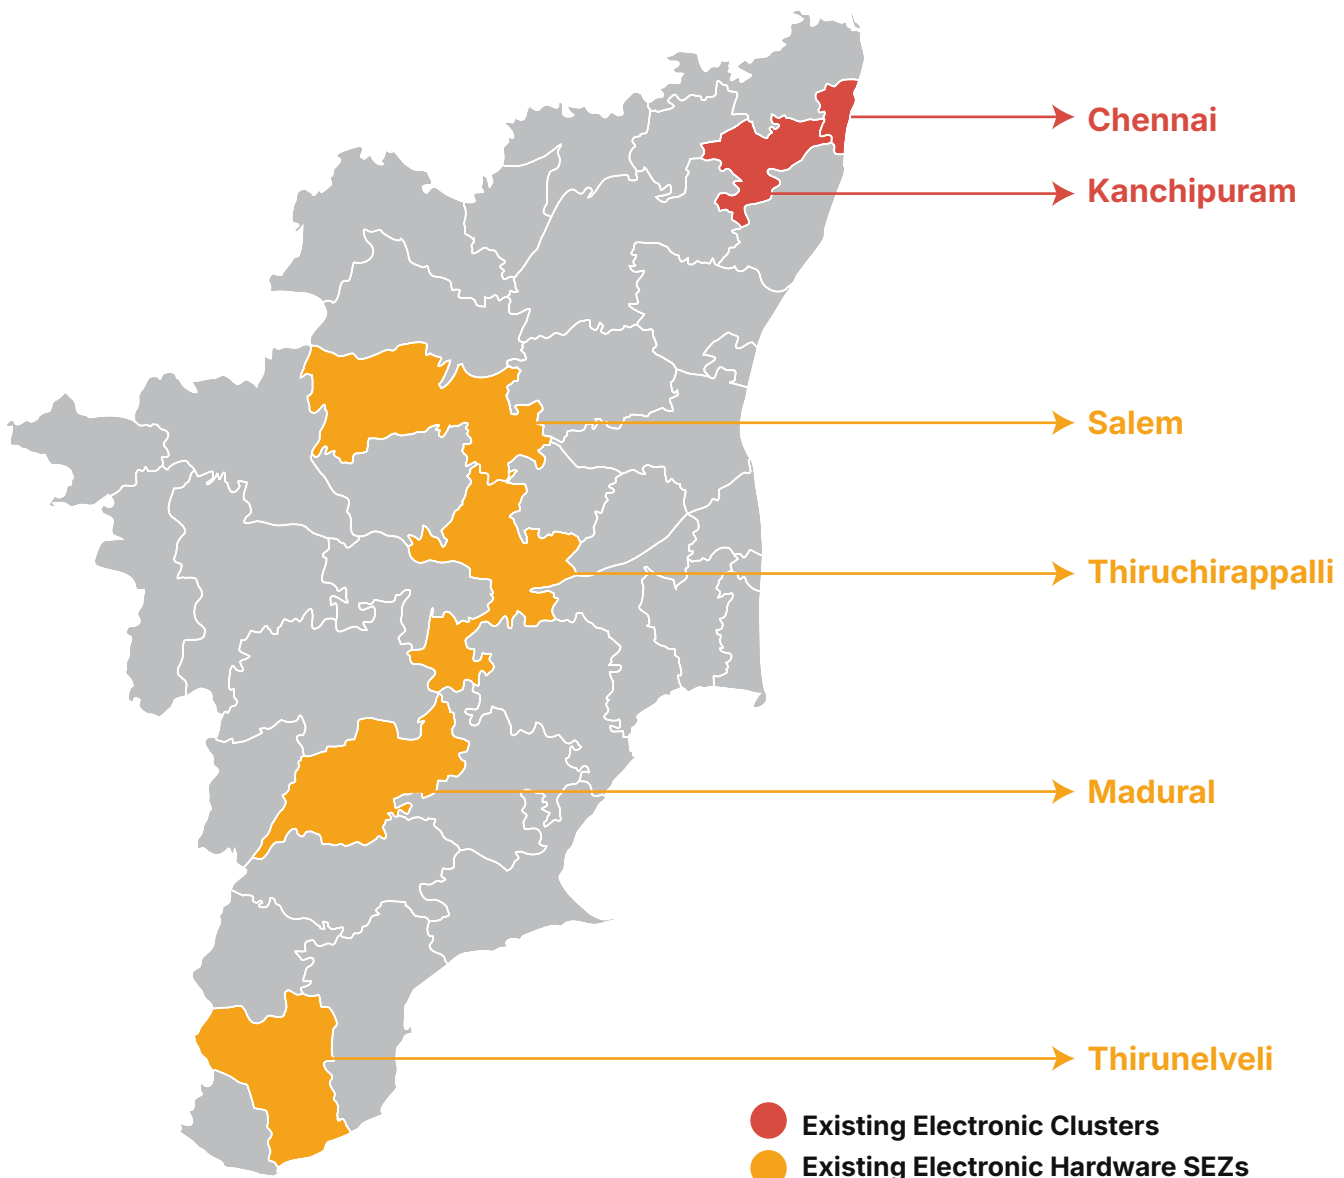 Chennai
Kanchipuram
Salem
Thiruchirappalli
Madural
Thirunelveli
Existing Electronic Clusters
Existing Electronic Hardware SEZs